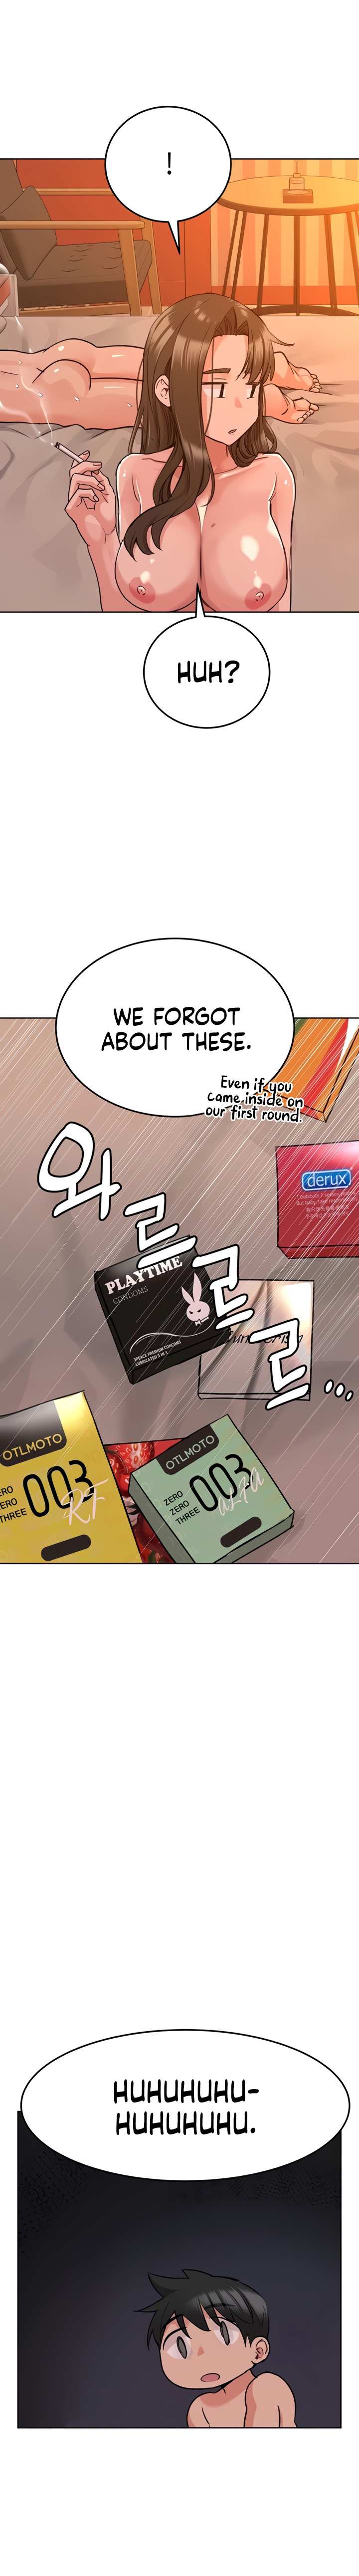 !
HUH?
WE FORGOT
ABOUT THESE.
Even if you
came inside on
our first round.
derux
와르르르...
PLAYTIME
CONDOMS
OTLMOTO
ZERO
ZERO
THREE
003
RF
OTLMOTO
ZERO
ZERO
THREE
003
HUHUHUHU-
HUHUHUHU.